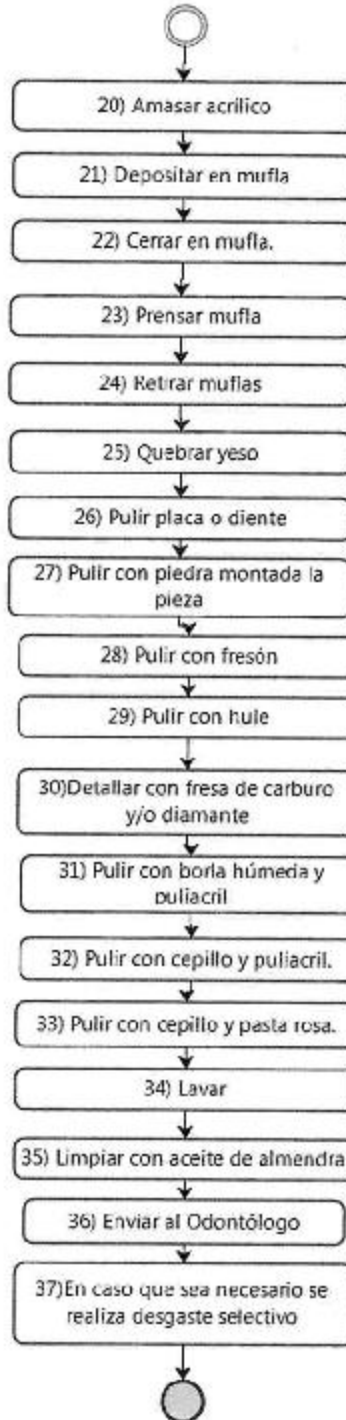 20) Amasar acrílico
21) Depositar en mufla
22) Cerrar en mufla.
23) Prensar mufla
24) Retirar muflas
25) Quebrar yeso
26) Pulir placa o diente
27) Pulir con piedra montada la
pieza
28) Pulir con fresón
29) Pulir con hule
30)Detallar con fresa de carburo
y/o diamante
31) Pulir con borla húmeda y
puliacril
32) Pulir con cepillo y puliacril.
33) Pulir con cepillo y pasta rosa.
34) Lavar
35) Limpiar con aceite de almendra
36) Enviar al Odontólogo
37)En caso que sea necesario se
realiza desgaste selectivo